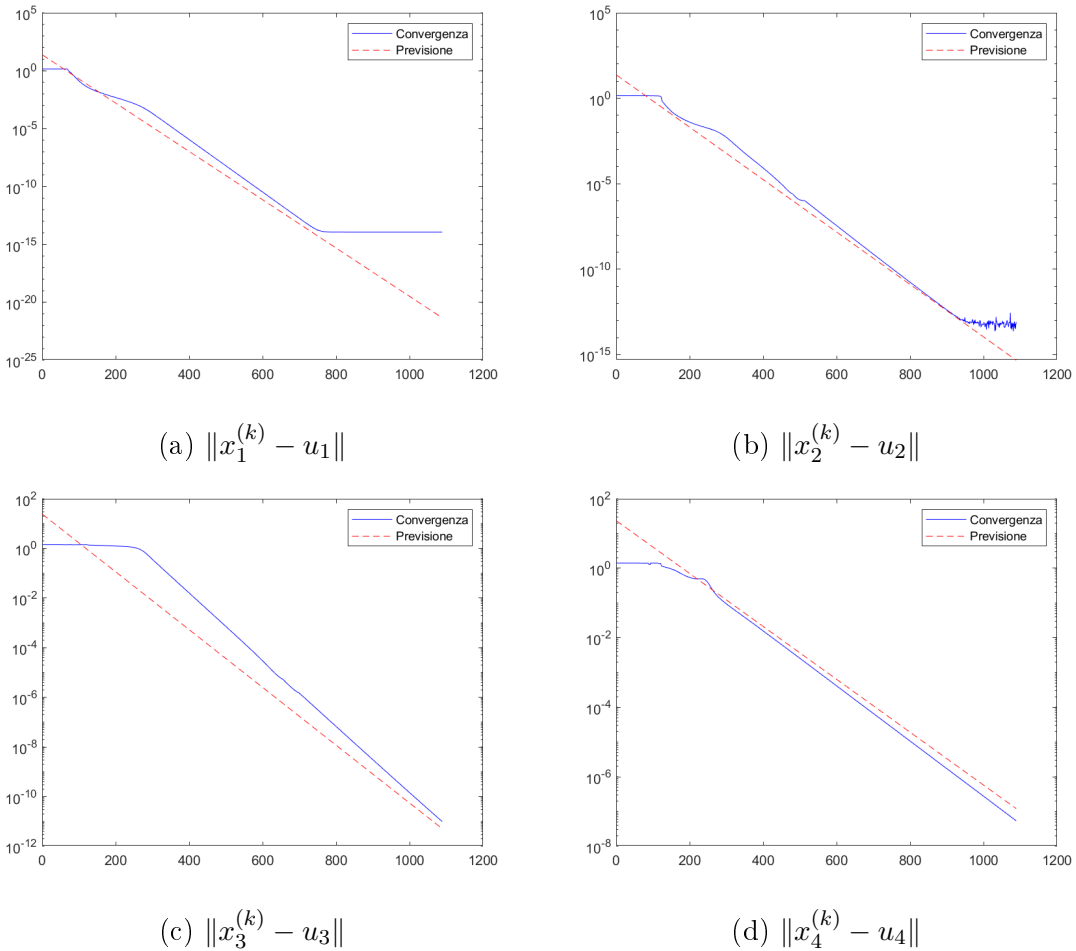 10^5
10^0
10^-5
10^-10
10^-15
10^-20
10^-25
0 200 400 600 800 1000 1200
Convergenza
Previsione
(a) ‖x_1^(k) − u_1‖
10^5
10^0
10^-5
10^-10
10^-15
0 200 400 600 800 1000 1200
Convergenza
Previsione
(b) ‖x_2^(k) − u_2‖
10^2
10^0
10^-2
10^-4
10^-6
10^-8
10^-10
10^-12
0 200 400 600 800 1000 1200
Convergenza
Previsione
(c) ‖x_3^(k) − u_3‖
10^2
10^0
10^-2
10^-4
10^-6
10^-8
0 200 400 600 800 1000 1200
Convergenza
Previsione
(d) ‖x_4^(k) − u_4‖